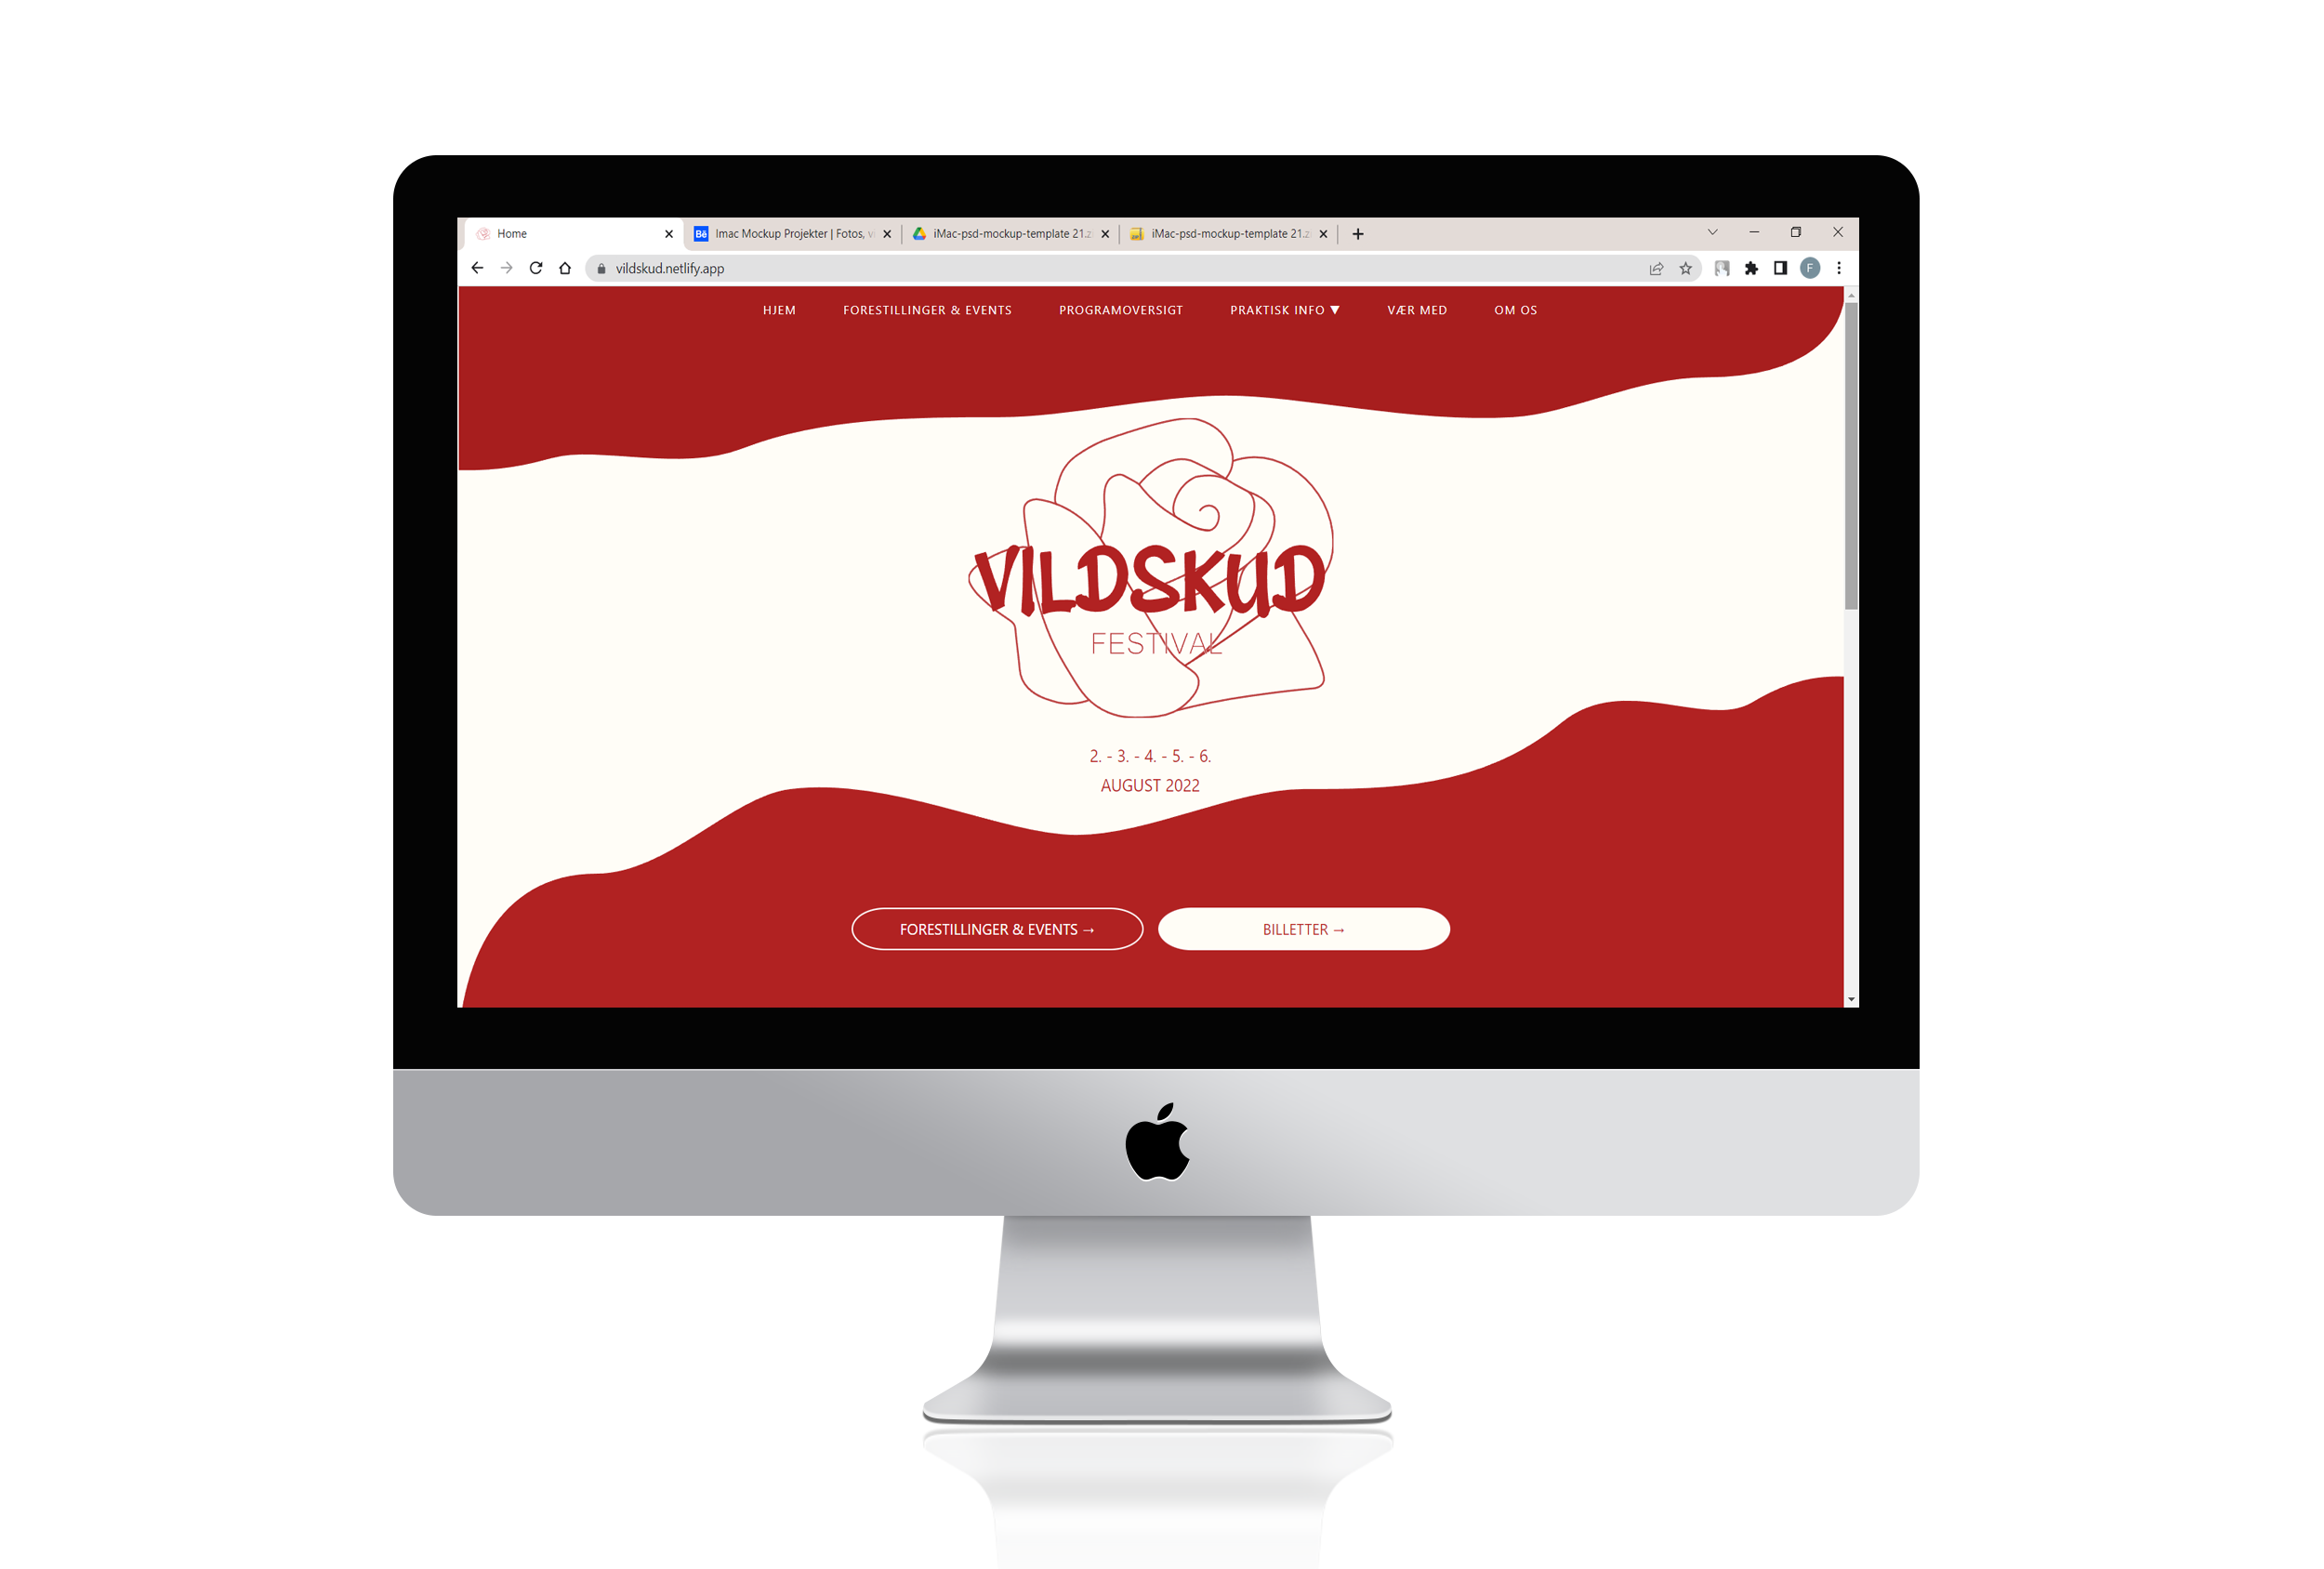 Home
Imac Mockup Projekter | Fotos, vi
iMac-psd-mockup-template 21.z
iMac-psd-mockup-template 21.z
vildskud.netlify.app
F
HJEM FORESTILLINGER & EVENTS PROGRAMOVERSIGT PRAKTISK INFO ▼ VÆR MED OM OS
VILDSKUD
FESTIVAL
2. - 3. - 4. - 5. - 6.
AUGUST 2022
FORESTILLINGER & EVENTS → BILLETTER →